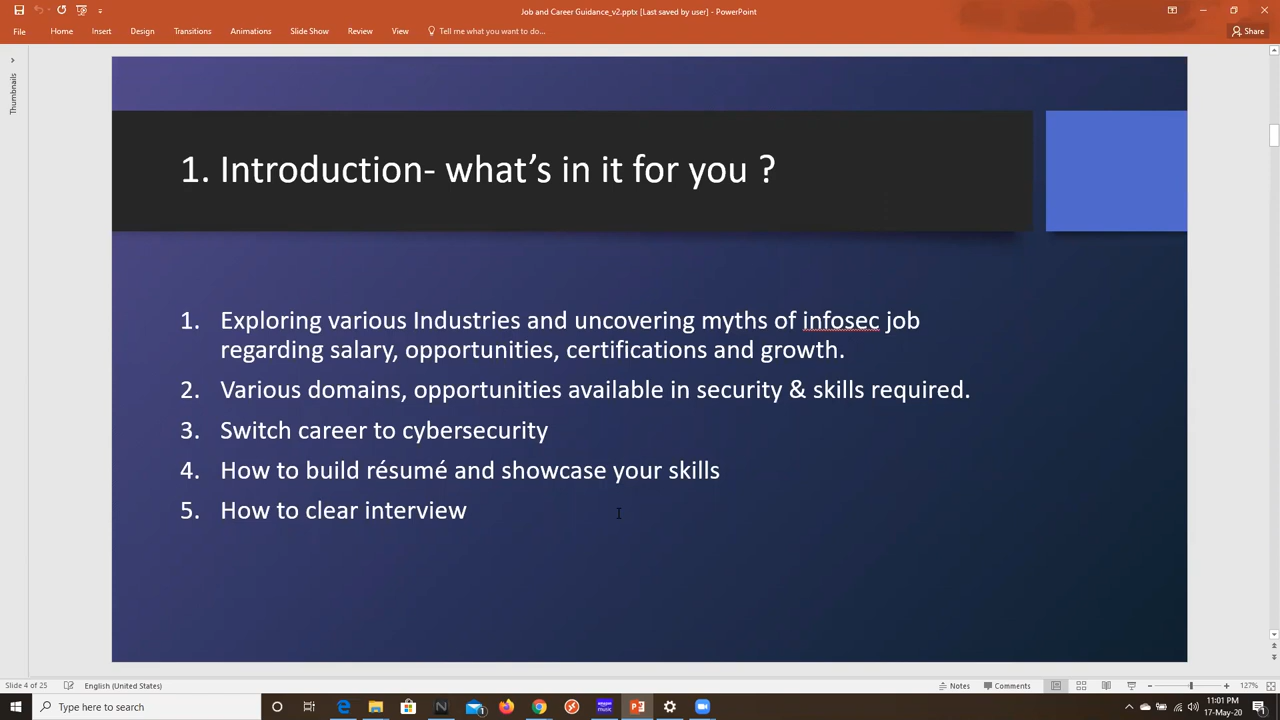 Job and Career Guidance_v2.pptx [Last saved by user] - PowerPoint
File Home Insert Design Transitions Animations Slide Show Review View Tell me what you want to do... Share
Thumbnails
1. Introduction- what's in it for you ?
1. Exploring various Industries and uncovering myths of infosec job
regarding salary, opportunities, certifications and growth.
2. Various domains, opportunities available in security & skills required.
3. Switch career to cybersecurity
4. How to build résumé and showcase your skills
5. How to clear interview
Slide 4 of 25 English (United States) Notes Comments 127%
Type here to search
1
amazon music
11:01 PM
17-May-20